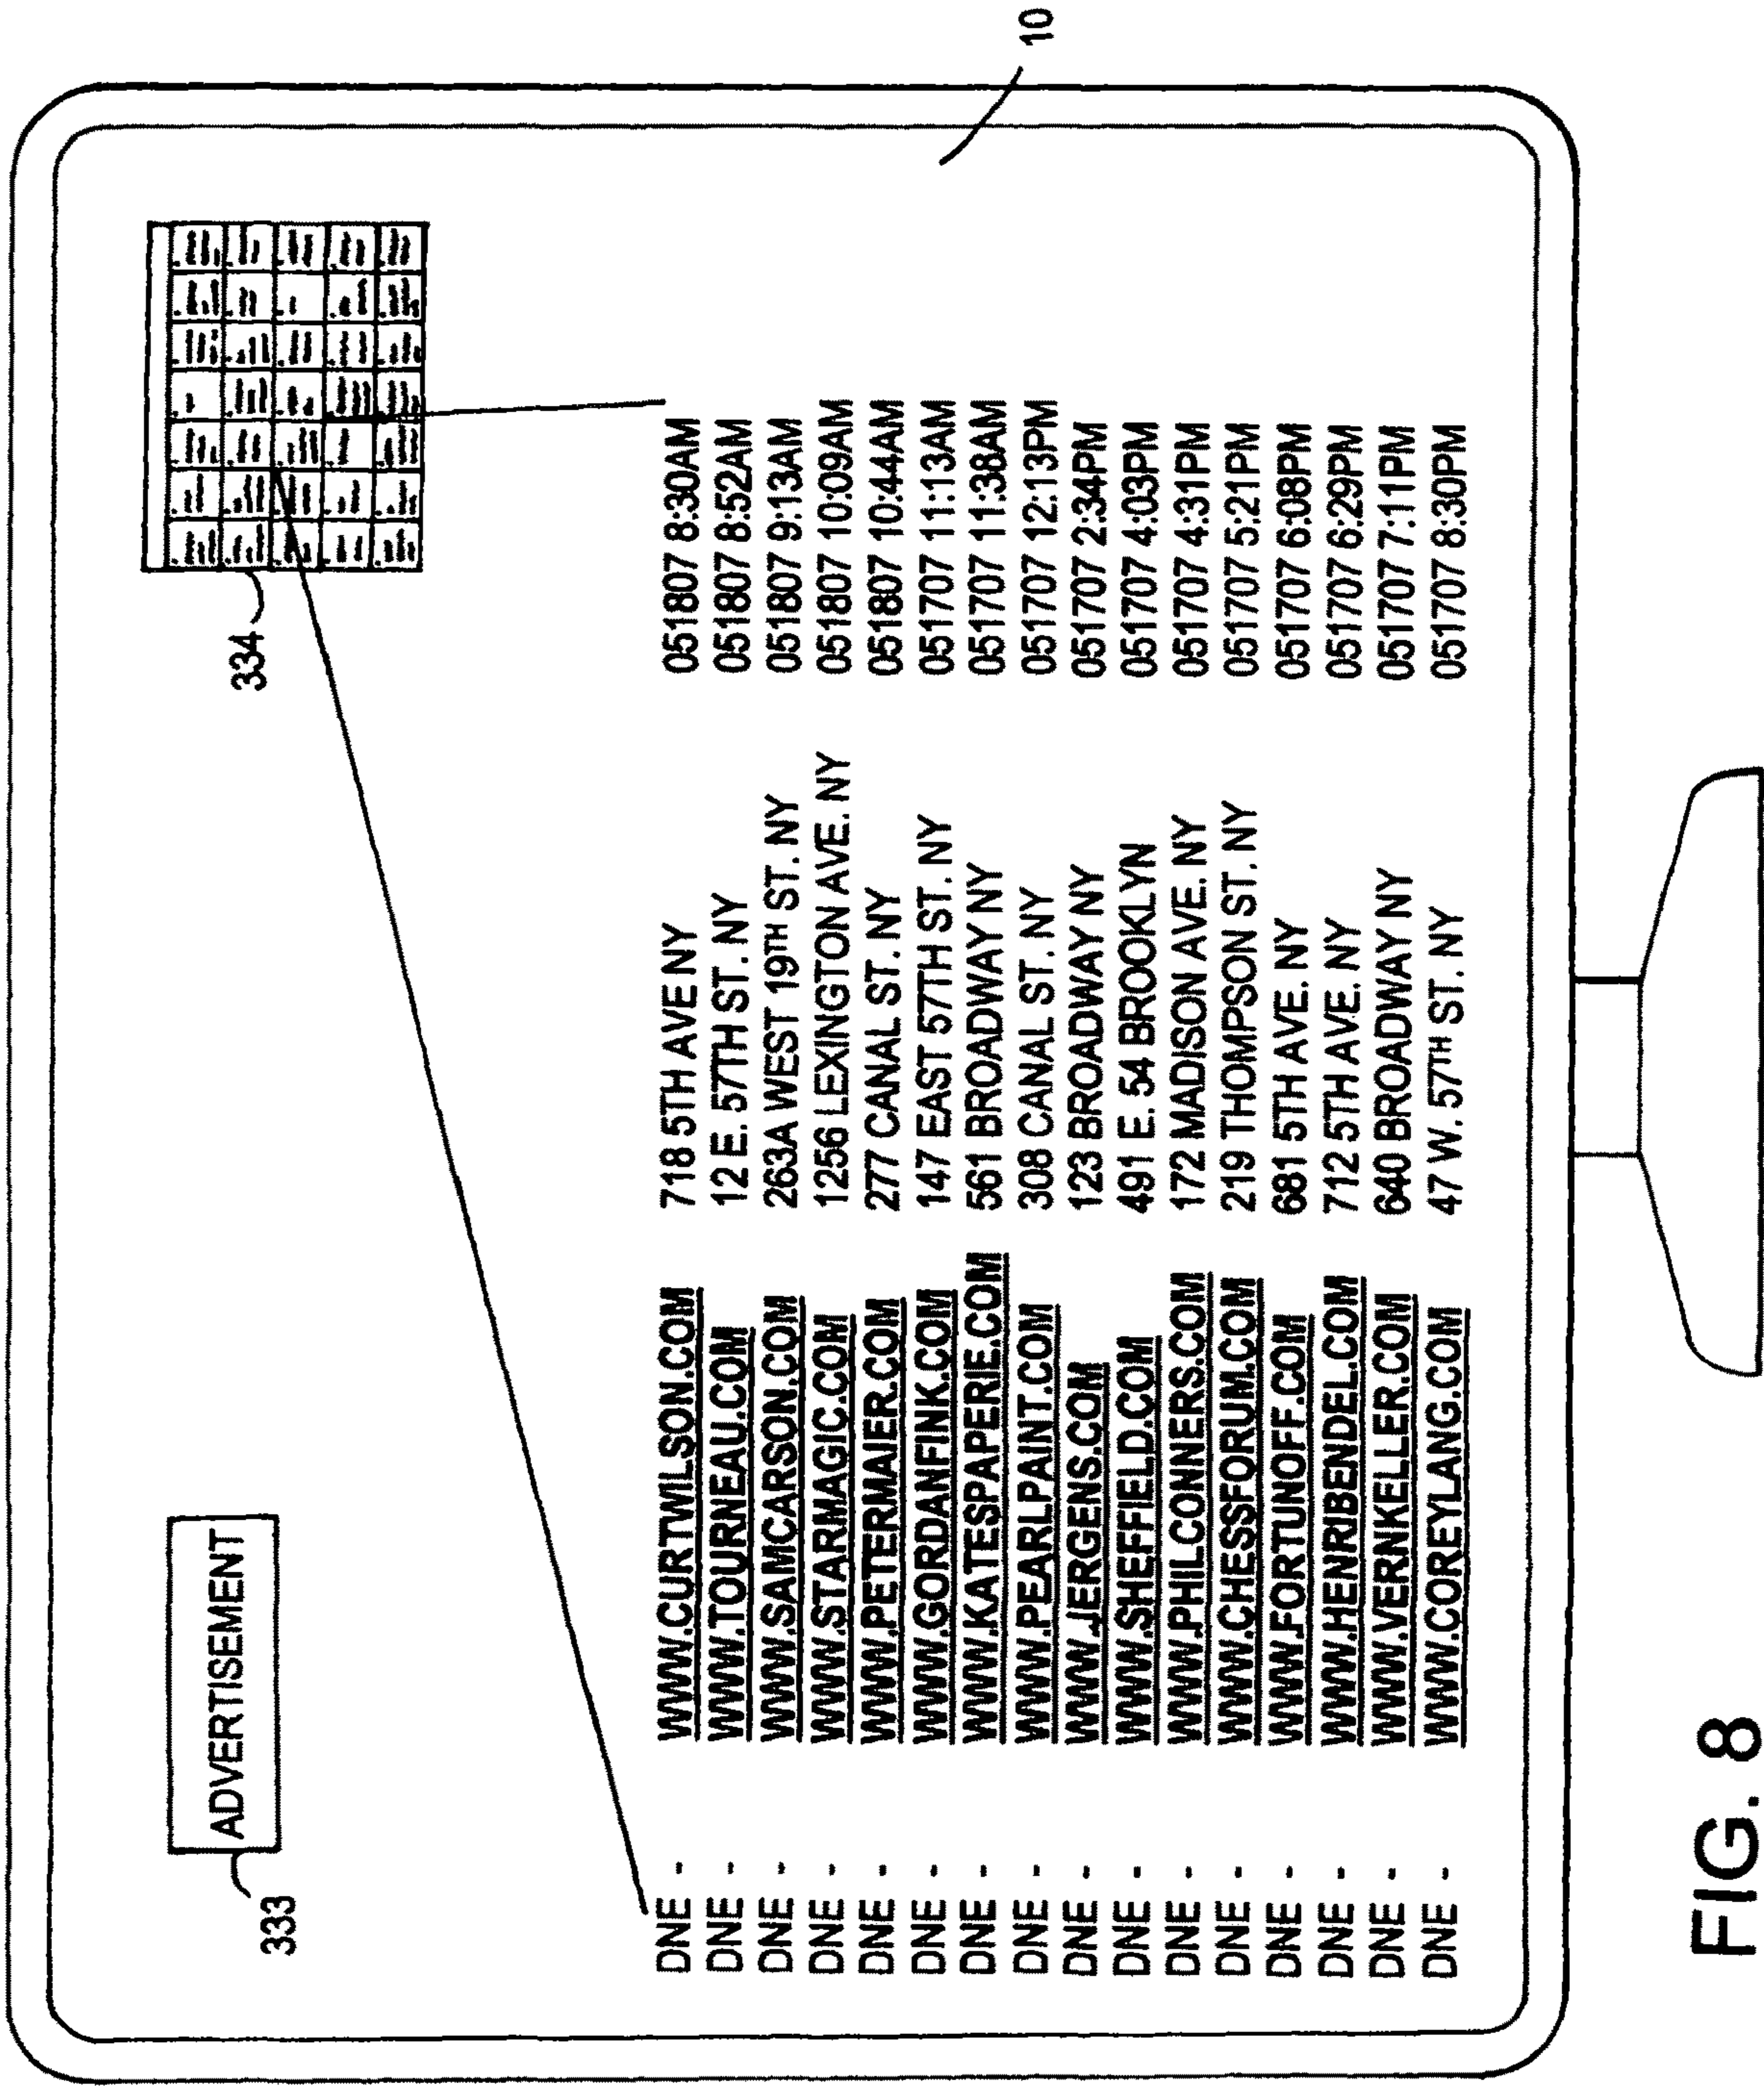 ADVERTISEMENT
333
334
10
DNE - WWW.CURTWILSON.COM 718 5TH AVE NY 051807 8:30AM
DNE - WWW.TOURNEAU.COM 12 E. 57TH ST. NY 051807 8:52AM
DNE - WWW.SAMCARSON.COM 263A WEST 19TH ST. NY 051807 9:13AM
DNE - WWW.STARMAGIC.COM 1256 LEXINGTON AVE. NY 051807 10:09AM
DNE - WWW.PETERMAIER.COM 277 CANAL ST. NY 051807 10:44AM
DNE - WWW.GORDANFINK.COM 147 EAST 57TH ST. NY 051707 11:13AM
DNE - WWW.KATESPAPERIE.COM 561 BROADWAY NY 051707 11:38AM
DNE - WWW.PEARLPAINT.COM 308 CANAL ST. NY 051707 12:13PM
DNE - WWW.JERGENS.COM 123 BROADWAY NY 051707 2:34PM
DNE - WWW.SHEFFIELD.COM 491 E. 54 BROOKLYN 051707 4:03PM
DNE - WWW.PHILCONNERS.COM 172 MADISON AVE. NY 051707 4:31PM
DNE - WWW.CHESSFORUM.COM 219 THOMPSON ST. NY 051707 5:21PM
DNE - WWW.FORTUNOFF.COM 681 5TH AVE. NY 051707 6:08PM
DNE - WWW.HENRIBENDEL.COM 712 5TH AVE. NY 051707 6:29PM
DNE - WWW.VERNKELLER.COM 640 BROADWAY NY 051707 7:11PM
DNE - WWW.COREYLANG.COM 47 W. 57TH ST. NY 051707 8:30PM
FIG. 8